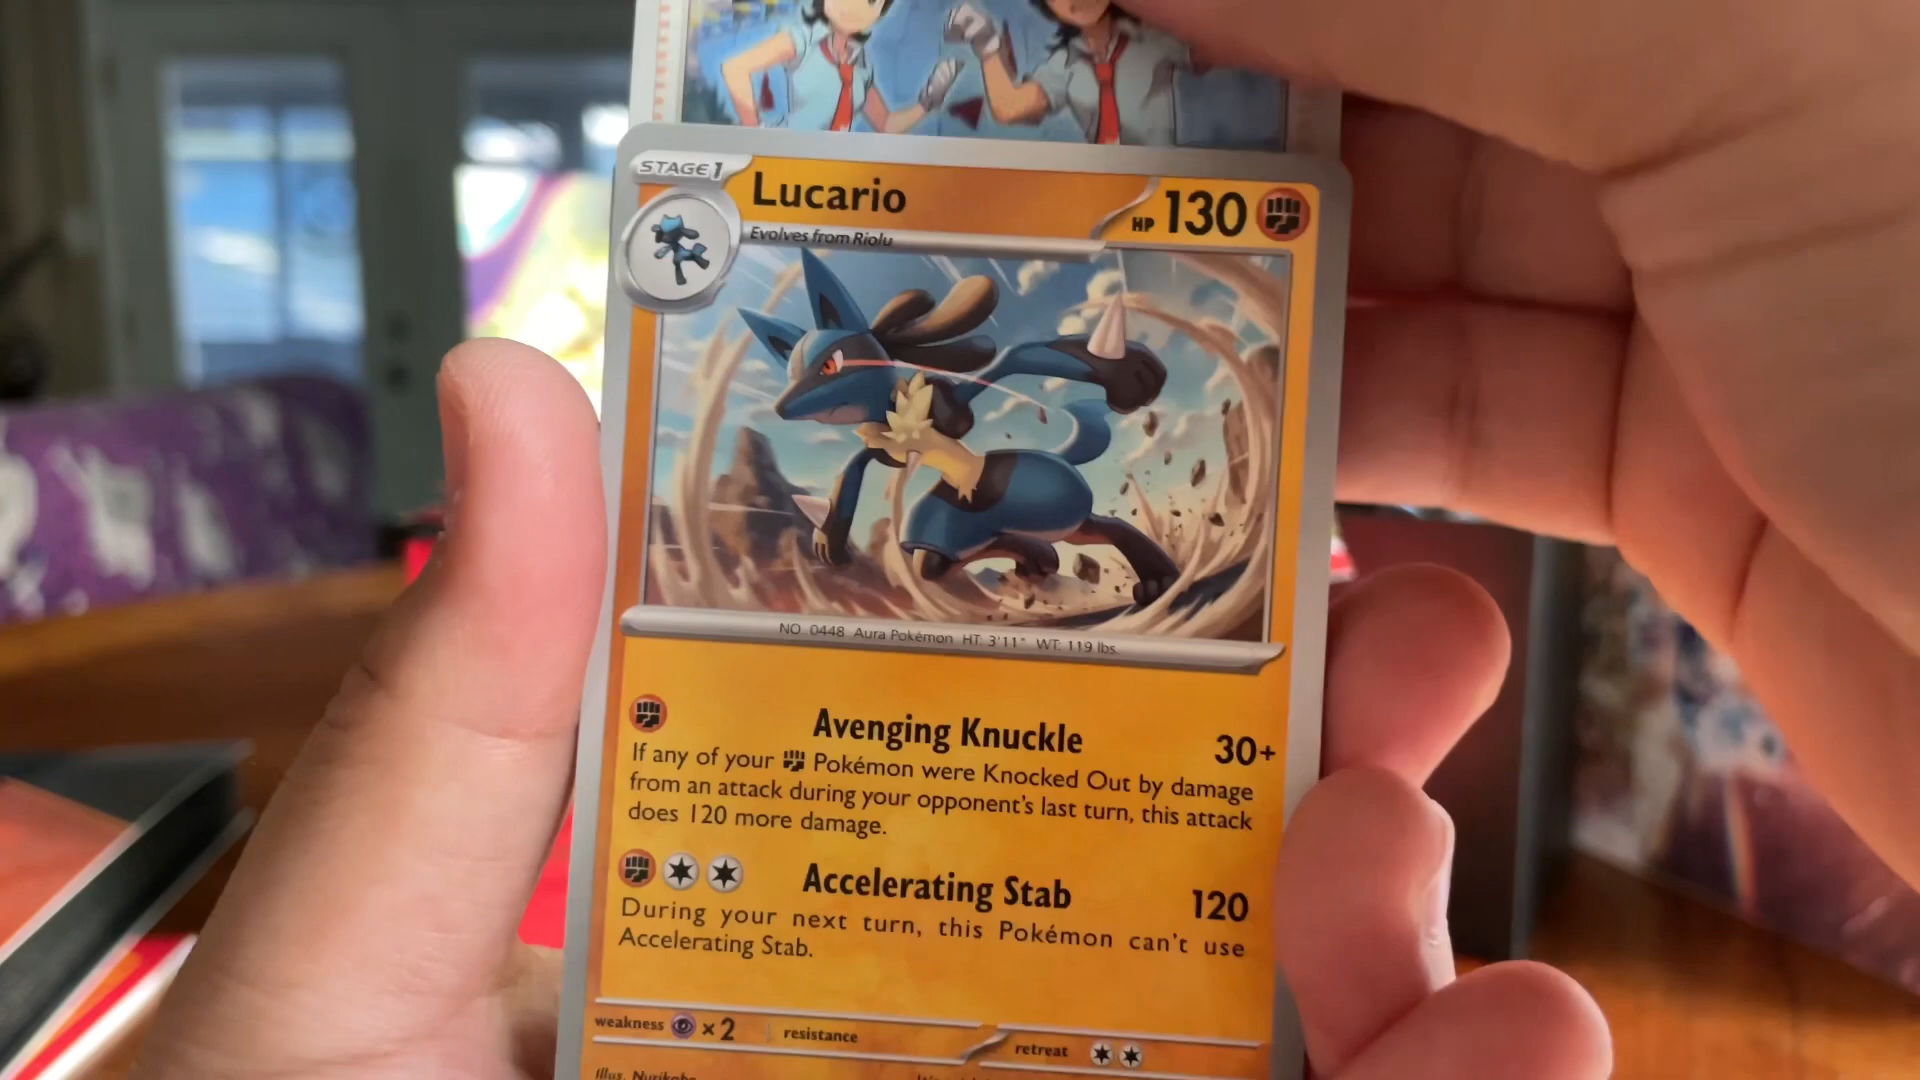 STAGE 1
Lucario
HP 130
Evolves from Riolu
NO 0448 Aura Pokémon HT: 3'11" WT: 119 lbs.
Avenging Knuckle 30+
If any of your Pokémon were Knocked Out by damage
from an attack during your opponent's last turn, this attack
does 120 more damage.
Accelerating Stab 120
During your next turn, this Pokémon can't use
Accelerating Stab.
weakness ×2 resistance
retreat
Illus.